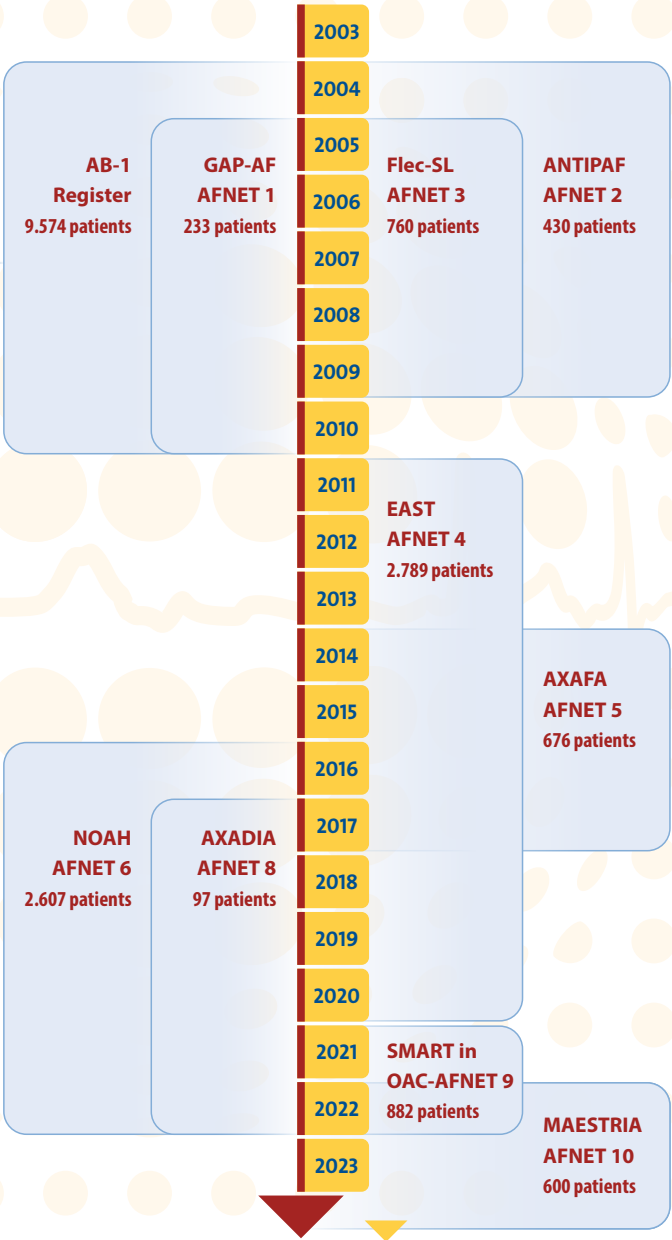 2003
2004
2005
AB-1
Register
9.574 patients
GAP-AF
AFNET 1
233 patients
Flec-SL
AFNET 3
760 patients
ANTIPAF
AFNET 2
430 patients
2006
2007
2008
2009
2010
2011
EAST
AFNET 4
2.789 patients
2012
2013
2014
AXAFA
AFNET 5
676 patients
2015
2016
2017
NOAH
AFNET 6
2.607 patients
AXADIA
AFNET 8
97 patients
2018
2019
2020
2021
SMART in
OAC-AFNET 9
882 patients
2022
MAESTRIA
AFNET 10
600 patients
2023